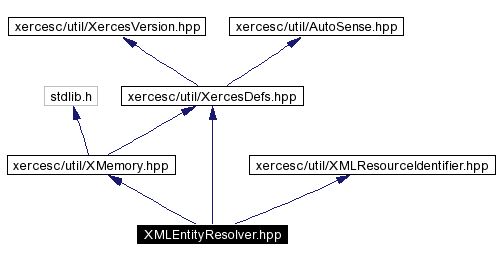 xercesc/util/XercesVersion.hpp
xercesc/util/AutoSense.hpp
stdlib.h
xercesc/util/XercesDefs.hpp
xercesc/util/XMemory.hpp
xercesc/util/XMLResourceIdentifier.hpp
XMLEntityResolver.hpp